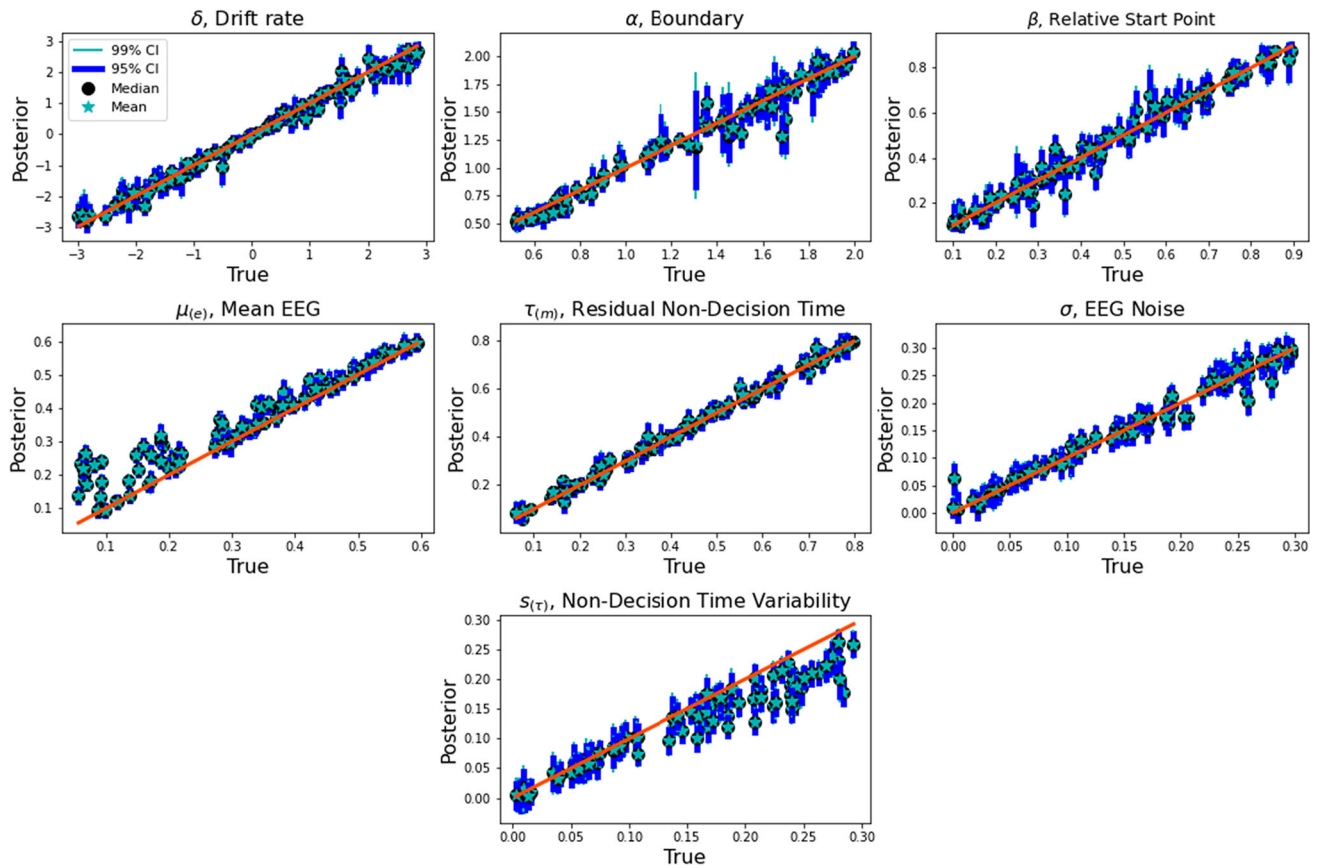 δ, Drift rate
3
2
1
0
−1
−2
−3
Posterior
99% CI
95% CI
Median
Mean
−3 −2 −1 0 1 2 3
True
α, Boundary
2.00
1.75
1.50
1.25
1.00
0.75
0.50
Posterior
0.6 0.8 1.0 1.2 1.4 1.6 1.8 2.0
True
β, Relative Start Point
0.8
0.6
0.4
0.2
Posterior
0.1 0.2 0.3 0.4 0.5 0.6 0.7 0.8 0.9
True
μ(e), Mean EEG
0.6
0.5
0.4
0.3
0.2
0.1
Posterior
0.1 0.2 0.3 0.4 0.5 0.6
True
τ(m), Residual Non-Decision Time
0.8
0.6
0.4
0.2
Posterior
0.1 0.2 0.3 0.4 0.5 0.6 0.7 0.8
True
σ, EEG Noise
0.30
0.25
0.20
0.15
0.10
0.05
0.00
Posterior
0.00 0.05 0.10 0.15 0.20 0.25 0.30
True
s(τ), Non-Decision Time Variability
0.30
0.25
0.20
0.15
0.10
0.05
0.00
Posterior
0.00 0.05 0.10 0.15 0.20 0.25 0.30
True